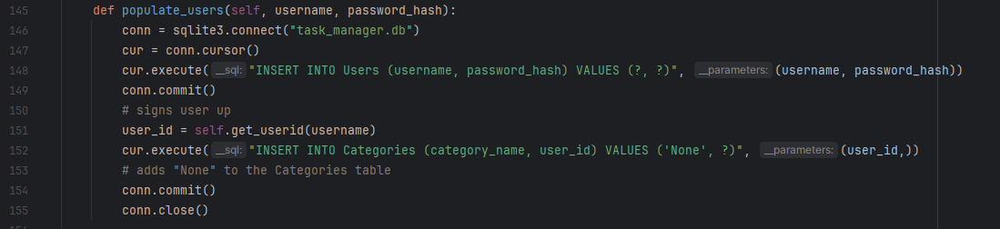 145 def populate_users(self, username, password_hash):
146 conn = sqlite3.connect("task_manager.db")
147 cur = conn.cursor()
148 cur.execute(__sql: "INSERT INTO Users (username, password_hash) VALUES (?, ?)", __parameters: (username, password_hash))
149 conn.commit()
150 # signs user up
151 user_id = self.get_userid(username)
152 cur.execute(__sql: "INSERT INTO Categories (category_name, user_id) VALUES ('None', ?)", __parameters: (user_id,))
153 # adds "None" to the Categories table
154 conn.commit()
155 conn.close()